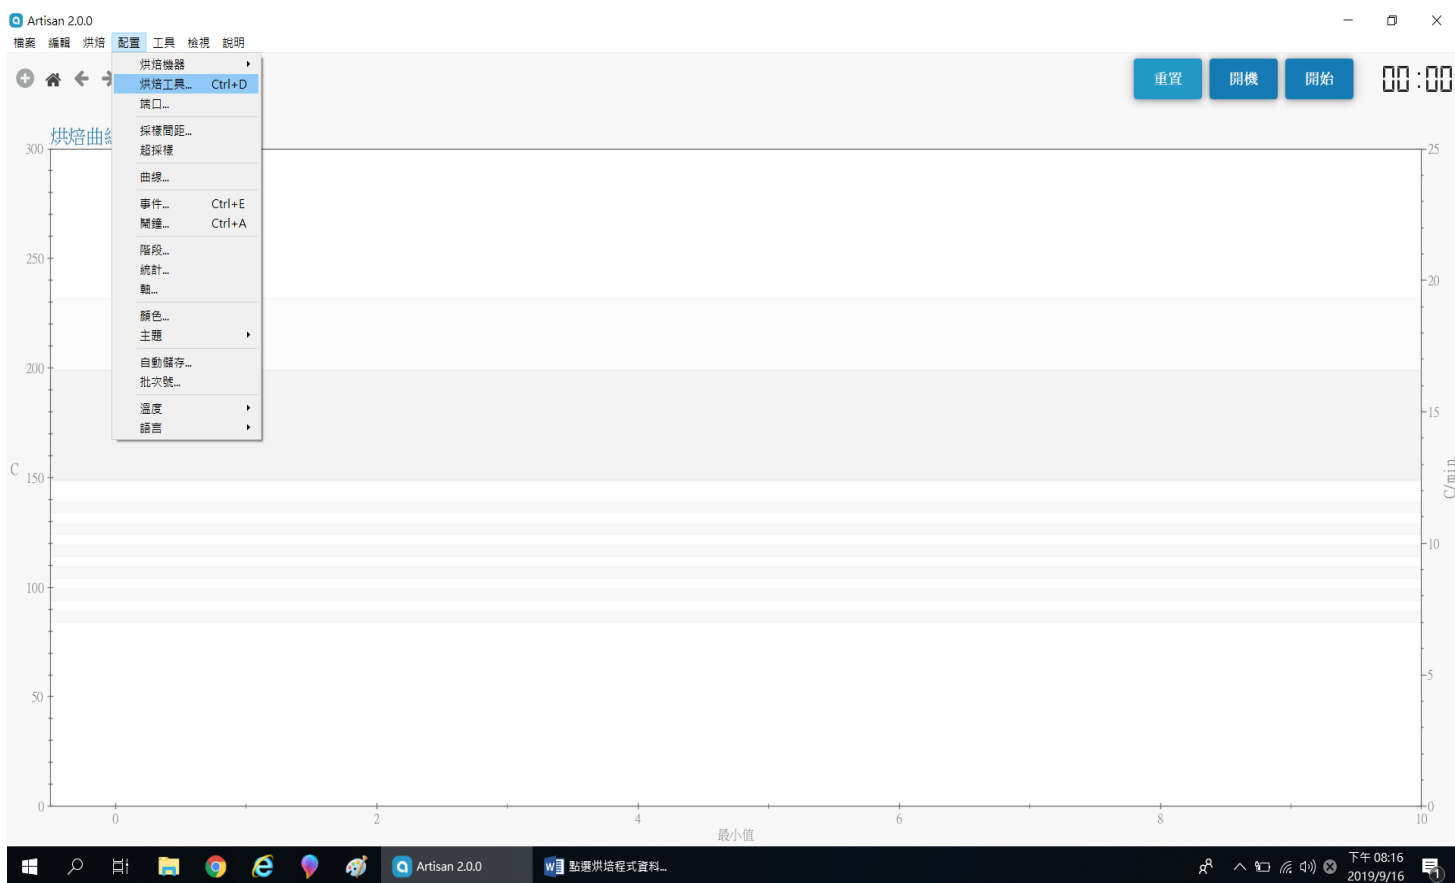 Artisan 2.0.0
檔案 編輯 烘焙 配置 工具 檢視 說明
重置 開機 開始 00:00
烘焙機器
烘焙工具... Ctrl+D
端口...
採樣間距...
超採樣
曲線...
事件... Ctrl+E
鬧鐘... Ctrl+A
階段...
統計...
軸...
顏色...
主題
自動儲存...
批次號...
溫度
語言
烘焙曲
300
250
200
150
100
50
0
C
25
20
15
10
5
0
C/min
0 2 4 6 8 10
最小值
Artisan 2.0.0
點選烘焙程式資料...
下午 08:16
2019/9/16
1